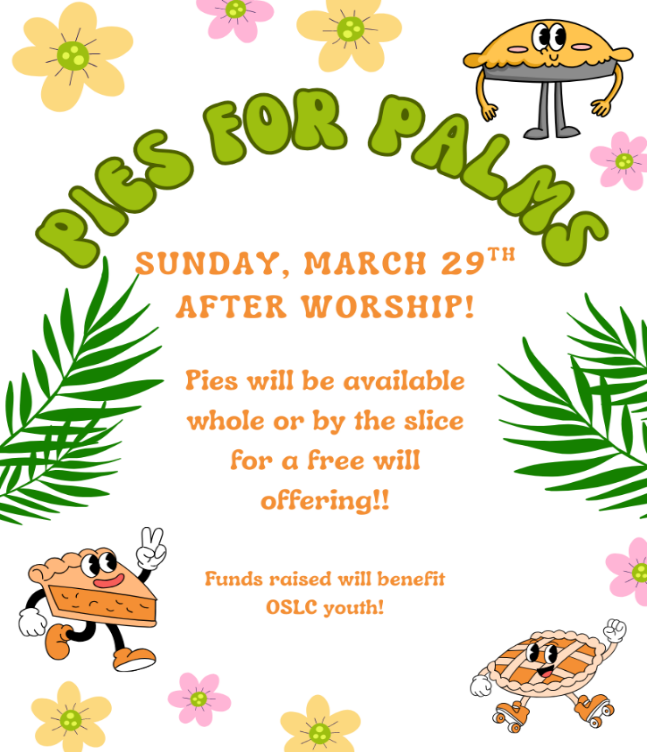 PIES FOR PALMS
SUNDAY, MARCH 29TH
AFTER WORSHIP!
Pies will be available
whole or by the slice
for a free will
offering!!
Funds raised will benefit
OSLC youth!